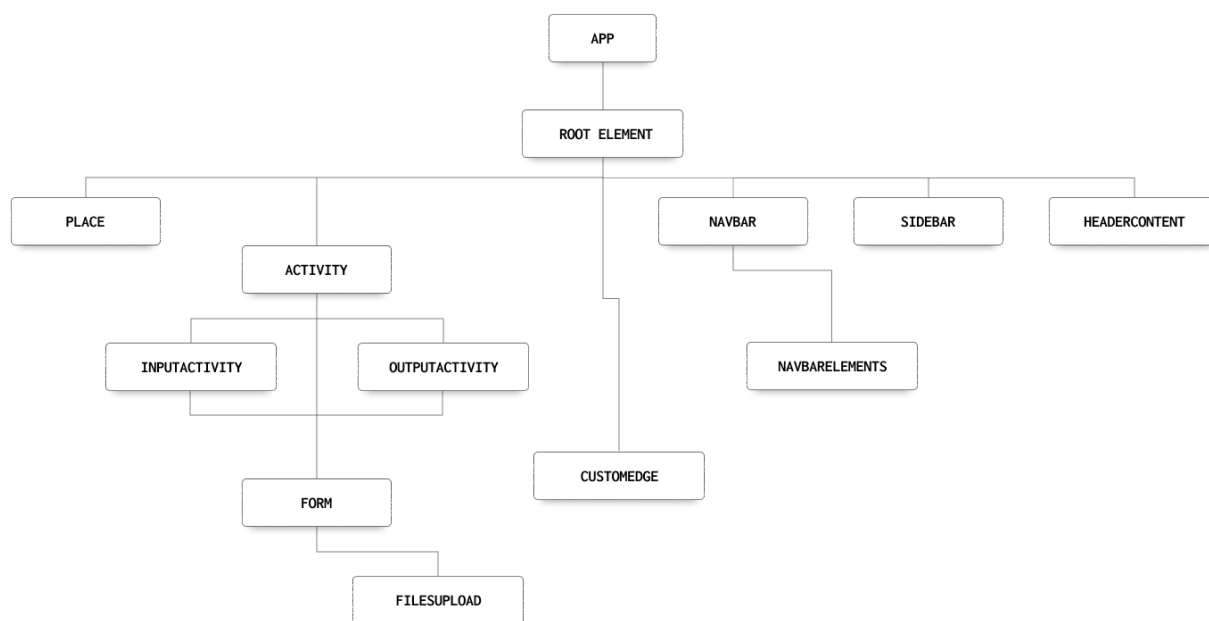 APP
ROOT ELEMENT
PLACE
NAVBAR
SIDEBAR
HEADERCONTENT
ACTIVITY
INPUTACTIVITY
OUTPUTACTIVITY
NAVBARELEMENTS
CUSTOMEDGE
FORM
FILESUPLOAD